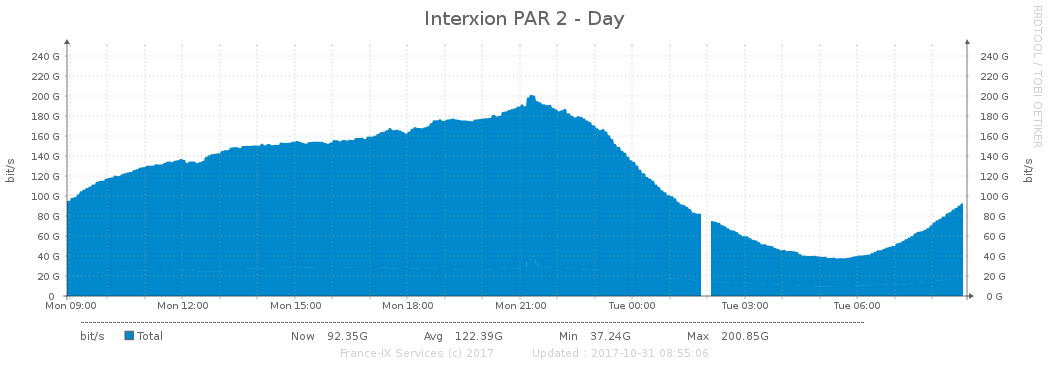 Interxion PAR 2 - Day
RRDTOOL / TOBI OETIKER
240 G 240 G
220 G 220 G
200 G 200 G
180 G 180 G
160 G 160 G
140 G 140 G
120 G 120 G
100 G 100 G
80 G 80 G
60 G 60 G
40 G 40 G
20 G 20 G
0 0 G
bit/s
bit/s
Mon 09:00 Mon 12:00 Mon 15:00 Mon 18:00 Mon 21:00 Tue 00:00 Tue 03:00 Tue 06:00
bit/s Total Now 92.35G Avg 122.39G Min 37.24G Max 200.85G
France-IX Services (c) 2017 Updated : 2017-10-31 08:55:06